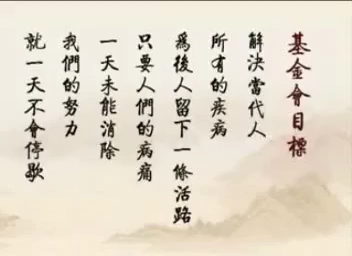 基金會目標
解決當代人
所有的疾病
為後人留下一條活路
只要人們的病痛
一天未能消除
我們的努力
就一天不會停歇